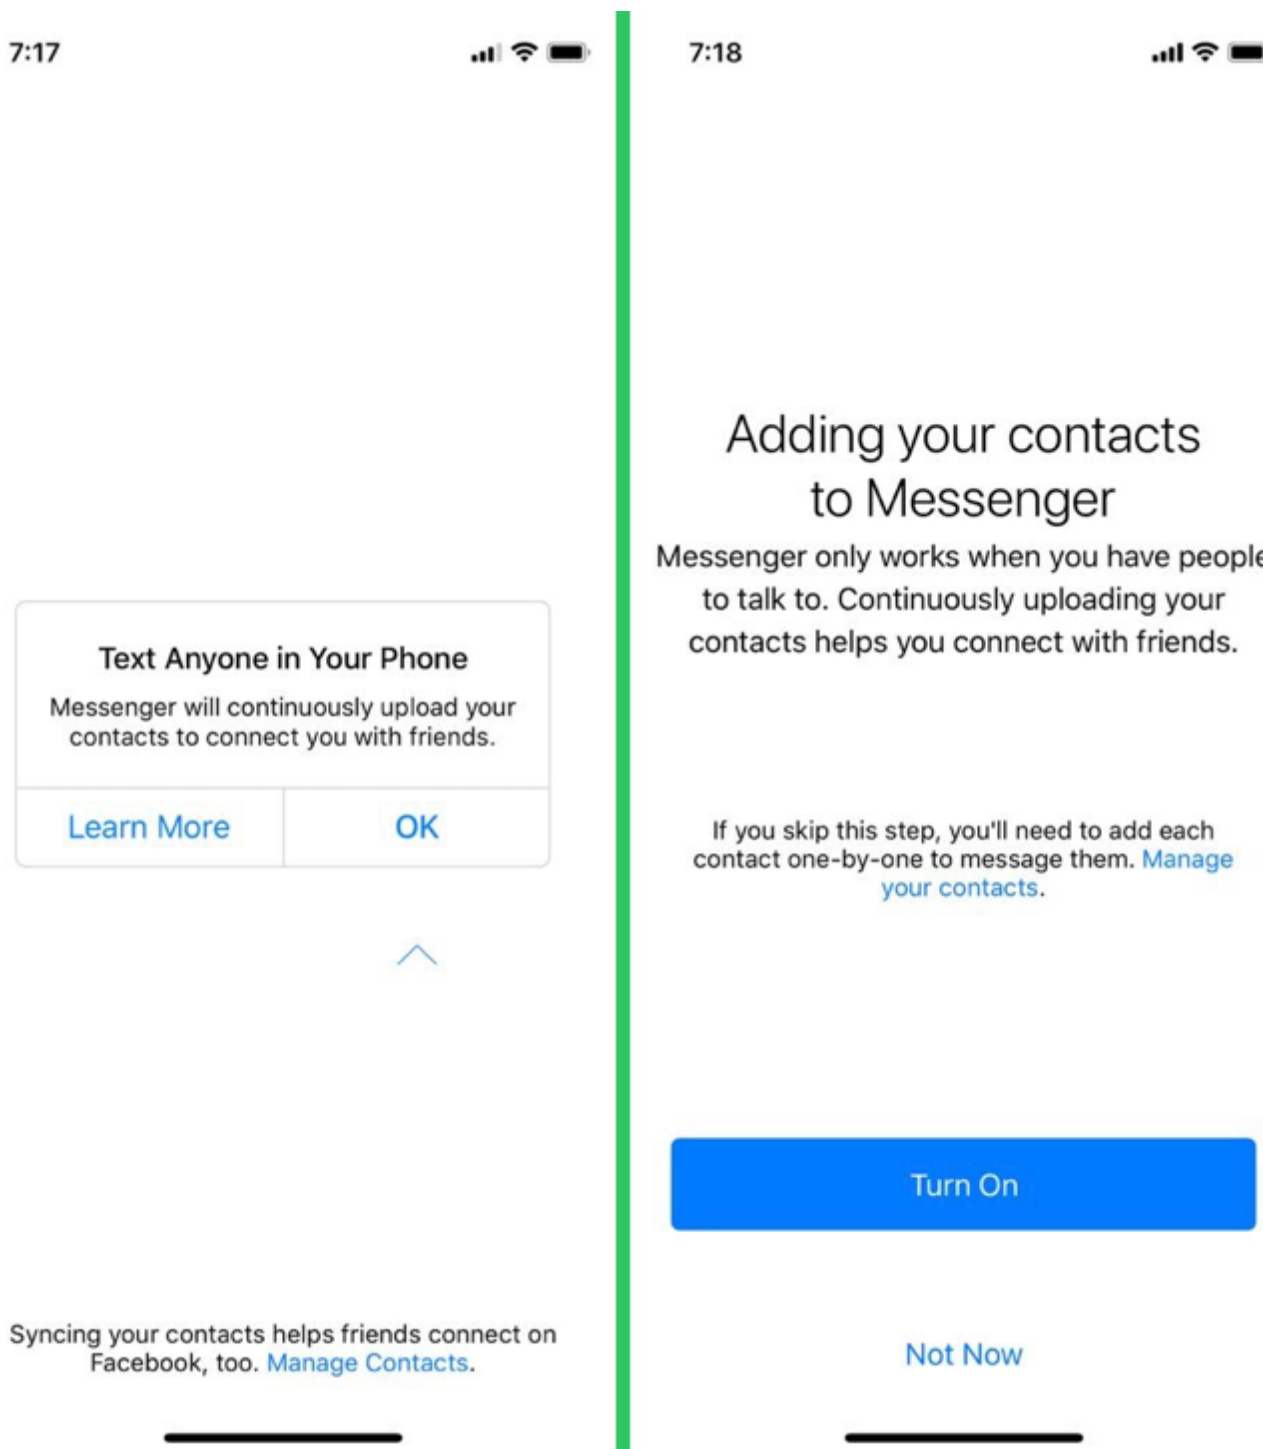 7:17
Text Anyone in Your Phone
Messenger will continuously upload your
contacts to connect you with friends.
Learn More
OK
Syncing your contacts helps friends connect on
Facebook, too. Manage Contacts.
7:18
Adding your contacts
to Messenger
Messenger only works when you have people
to talk to. Continuously uploading your
contacts helps you connect with friends.
If you skip this step, you'll need to add each
contact one-by-one to message them. Manage
your contacts.
Turn On
Not Now